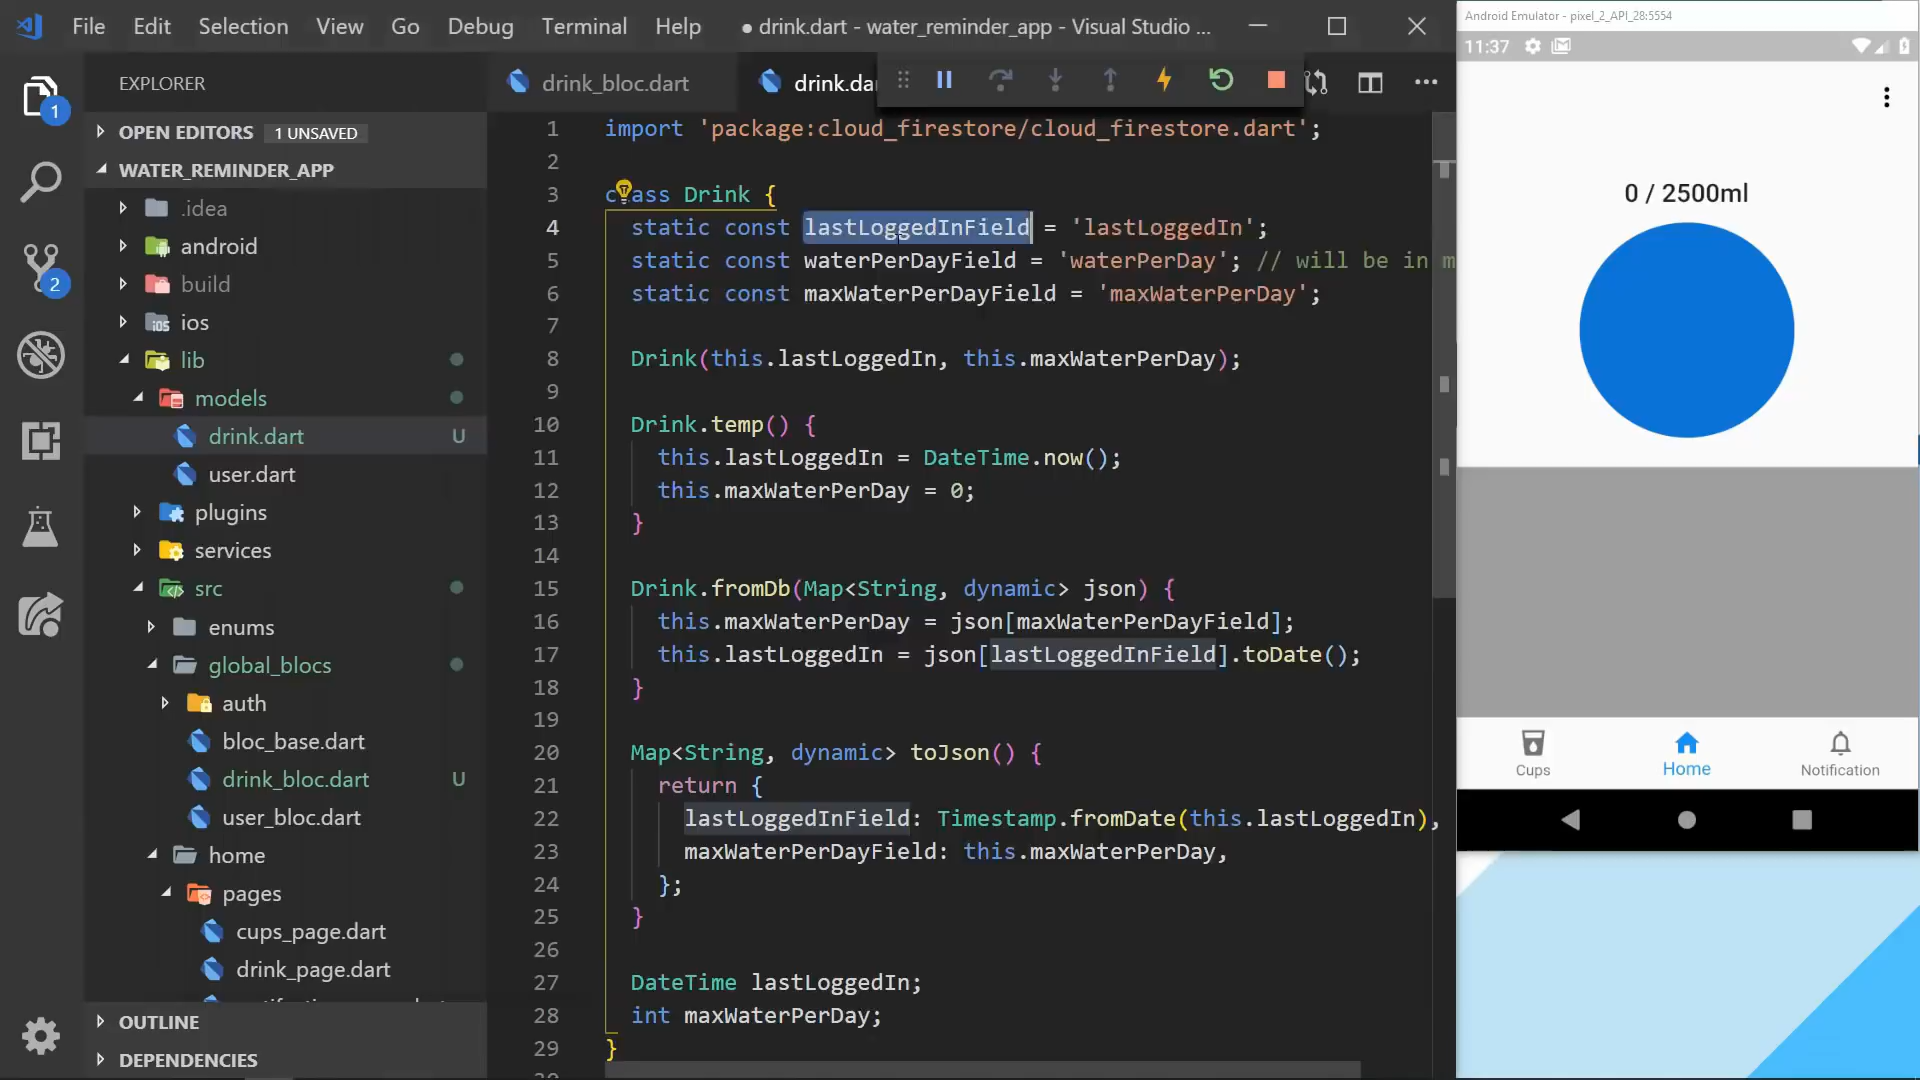 File Edit Selection View Go Debug Terminal Help
● drink.dart - water_reminder_app - Visual Studio ...
EXPLORER
OPEN EDITORS 1 UNSAVED
WATER_REMINDER_APP
.idea
android
build
ios
lib
models
drink.dart U
user.dart
plugins
services
src
enums
global_blocs
auth
bloc_base.dart
drink_bloc.dart U
user_bloc.dart
home
pages
cups_page.dart
drink_page.dart
OUTLINE
DEPENDENCIES
1
2
drink_bloc.dart
drink.da
1 import 'package:cloud_firestore/cloud_firestore.dart';
2
3 class Drink {
4 static const lastLoggedInField = 'lastLoggedIn';
5 static const waterPerDayField = 'waterPerDay'; // will be in m
6 static const maxWaterPerDayField = 'maxWaterPerDay';
7
8 Drink(this.lastLoggedIn, this.maxWaterPerDay);
9
10 Drink.temp() {
11 this.lastLoggedIn = DateTime.now();
12 this.maxWaterPerDay = 0;
13 }
14
15 Drink.fromDb(Map<String, dynamic> json) {
16 this.maxWaterPerDay = json[maxWaterPerDayField];
17 this.lastLoggedIn = json[lastLoggedInField].toDate();
18 }
19
20 Map<String, dynamic> toJson() {
21 return {
22 lastLoggedInField: Timestamp.fromDate(this.lastLoggedIn),
23 maxWaterPerDayField: this.maxWaterPerDay,
24 };
25 }
26
27 DateTime lastLoggedIn;
28 int maxWaterPerDay;
29 }
Android Emulator - pixel_2_API_28:5554
11:37
0 / 2500ml
Cups Home Notification